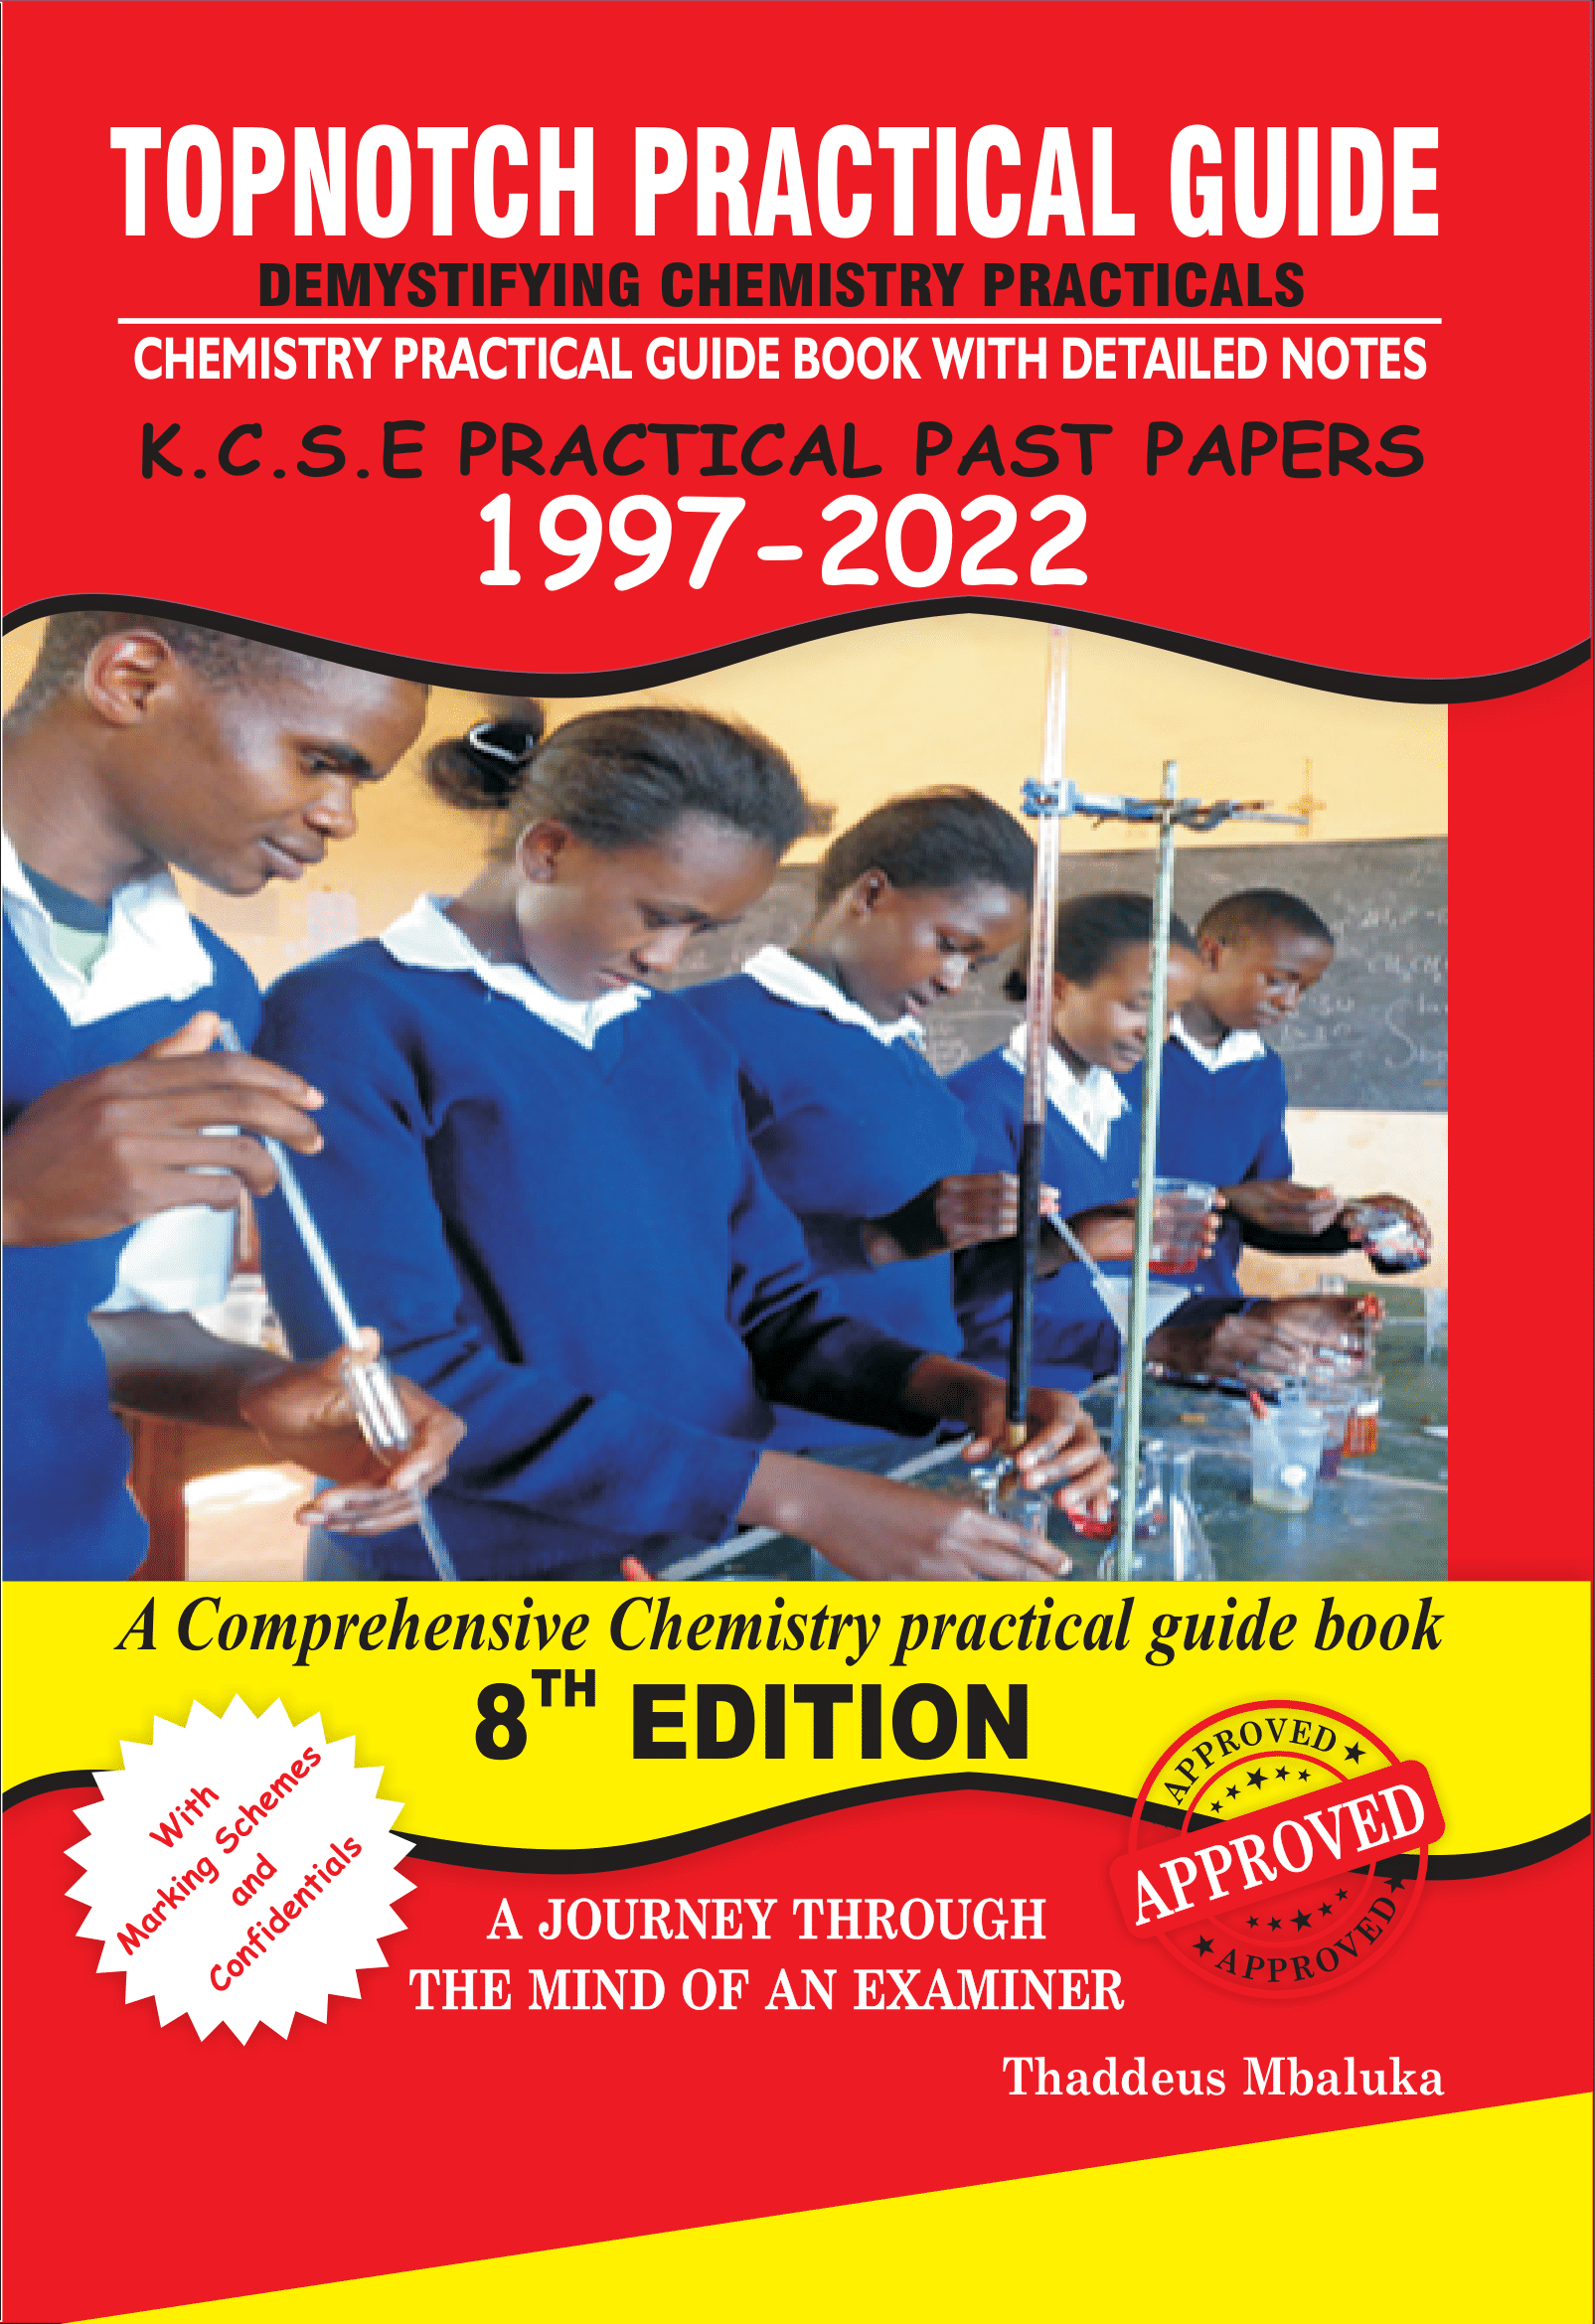 TOPNOTCH PRACTICAL GUIDE
DEMYSTIFYING CHEMISTRY PRACTICALS
CHEMISTRY PRACTICAL GUIDE BOOK WITH DETAILED NOTES
K.C.S.E PRACTICAL PAST PAPERS
1997-2022
A Comprehensive Chemistry practical guide book
8TH EDITION
With
Marking Schemes
and
Confidentials
APPROVED
APPROVED
APPROVED
A JOURNEY THROUGH
THE MIND OF AN EXAMINER
Thaddeus Mbaluka